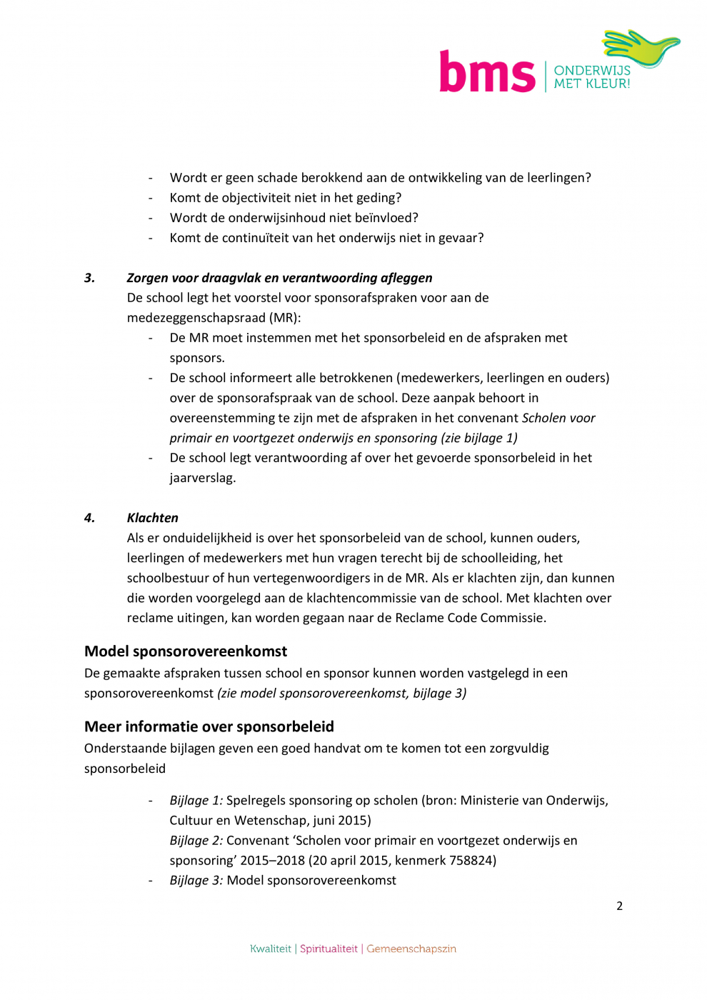 bms
ONDERWIJS
MET KLEUR!
- Wordt er geen schade berokkend aan de ontwikkeling van de leerlingen?
- Komt de objectiviteit niet in het geding?
- Wordt de onderwijsinhoud niet beïnvloed?
- Komt de continuïteit van het onderwijs niet in gevaar?
3. Zorgen voor draagvlak en verantwoording afleggen
De school legt het voorstel voor sponsorafspraken voor aan de
medezeggenschapsraad (MR):
- De MR moet instemmen met het sponsorbeleid en de afspraken met
sponsors.
- De school informeert alle betrokkenen (medewerkers, leerlingen en ouders)
over de sponsorafspraak van de school. Deze aanpak behoort in
overeenstemming te zijn met de afspraken in het convenant Scholen voor
primair en voortgezet onderwijs en sponsoring (zie bijlage 1)
- De school legt verantwoording af over het gevoerde sponsorbeleid in het
jaarverslag.
4. Klachten
Als er onduidelijkheid is over het sponsorbeleid van de school, kunnen ouders,
leerlingen of medewerkers met hun vragen terecht bij de schoolleiding, het
schoolbestuur of hun vertegenwoordigers in de MR. Als er klachten zijn, dan kunnen
die worden voorgelegd aan de klachtencommissie van de school. Met klachten over
reclame uitingen, kan worden gegaan naar de Reclame Code Commissie.
Model sponsorovereenkomst
De gemaakte afspraken tussen school en sponsor kunnen worden vastgelegd in een
sponsorovereenkomst (zie model sponsorovereenkomst, bijlage 3)
Meer informatie over sponsorbeleid
Onderstaande bijlagen geven een goed handvat om te komen tot een zorgvuldig
sponsorbeleid
- Bijlage 1: Spelregels sponsoring op scholen (bron: Ministerie van Onderwijs,
Cultuur en Wetenschap, juni 2015)
Bijlage 2: Convenant ‘Scholen voor primair en voortgezet onderwijs en
sponsoring’ 2015–2018 (20 april 2015, kenmerk 758824)
- Bijlage 3: Model sponsorovereenkomst
2
Kwaliteit | Spiritualiteit | Gemeenschapszin